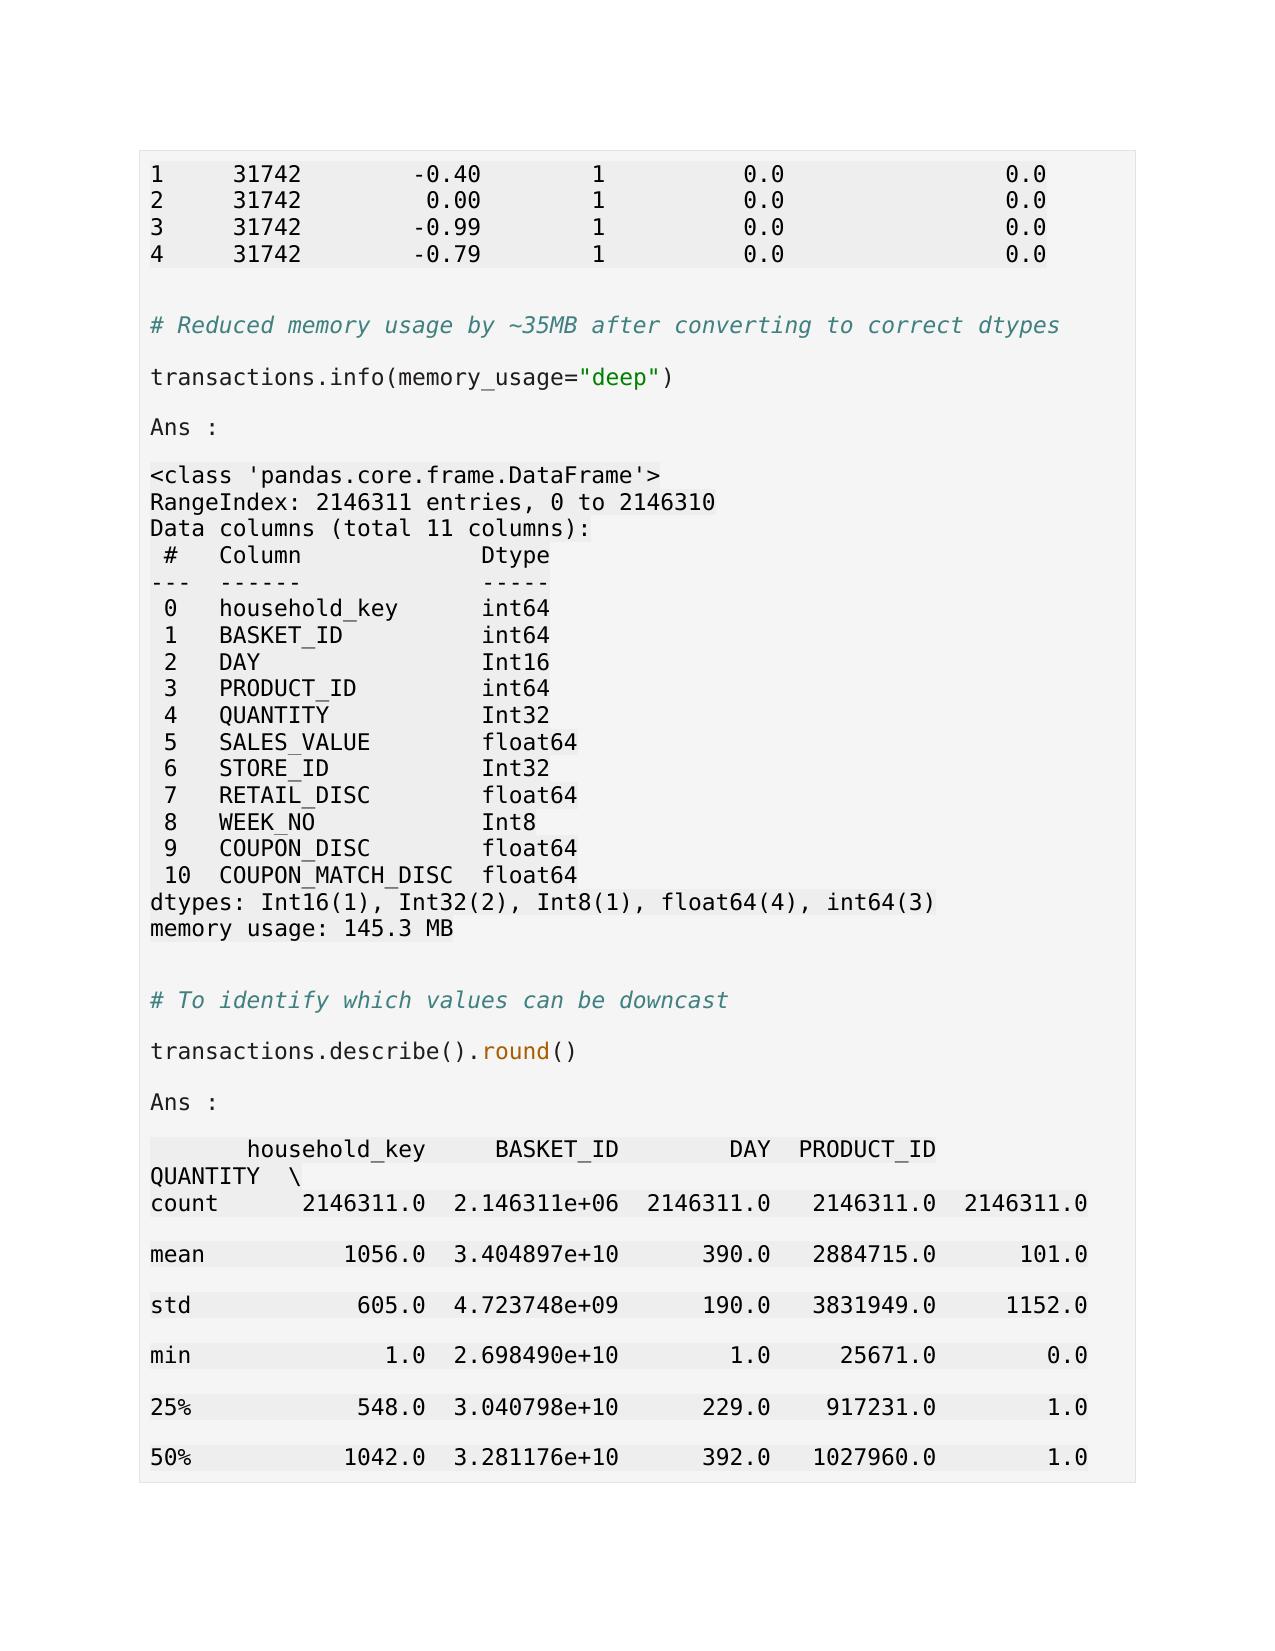 1     31742        -0.40        1          0.0                0.0
2     31742         0.00        1          0.0                0.0
3     31742        -0.99        1          0.0                0.0
4     31742        -0.79        1          0.0                0.0
# Reduced memory usage by ~35MB after converting to correct dtypes
transactions.info(memory_usage="deep")
Ans :
<class 'pandas.core.frame.DataFrame'>
RangeIndex: 2146311 entries, 0 to 2146310
Data columns (total 11 columns):
 #   Column             Dtype
---  ------             -----
 0   household_key      int64
 1   BASKET_ID          int64
 2   DAY                Int16
 3   PRODUCT_ID         int64
 4   QUANTITY           Int32
 5   SALES_VALUE        float64
 6   STORE_ID           Int32
 7   RETAIL_DISC        float64
 8   WEEK_NO            Int8
 9   COUPON_DISC        float64
 10  COUPON_MATCH_DISC  float64
dtypes: Int16(1), Int32(2), Int8(1), float64(4), int64(3)
memory usage: 145.3 MB
# To identify which values can be downcast
transactions.describe().round()
Ans :
       household_key     BASKET_ID        DAY  PRODUCT_ID
QUANTITY  \
count      2146311.0  2.146311e+06  2146311.0   2146311.0  2146311.0
mean          1056.0  3.404897e+10      390.0   2884715.0      101.0
std            605.0  4.723748e+09      190.0   3831949.0     1152.0
min              1.0  2.698490e+10        1.0     25671.0        0.0
25%            548.0  3.040798e+10      229.0    917231.0        1.0
50%           1042.0  3.281176e+10      392.0   1027960.0        1.0